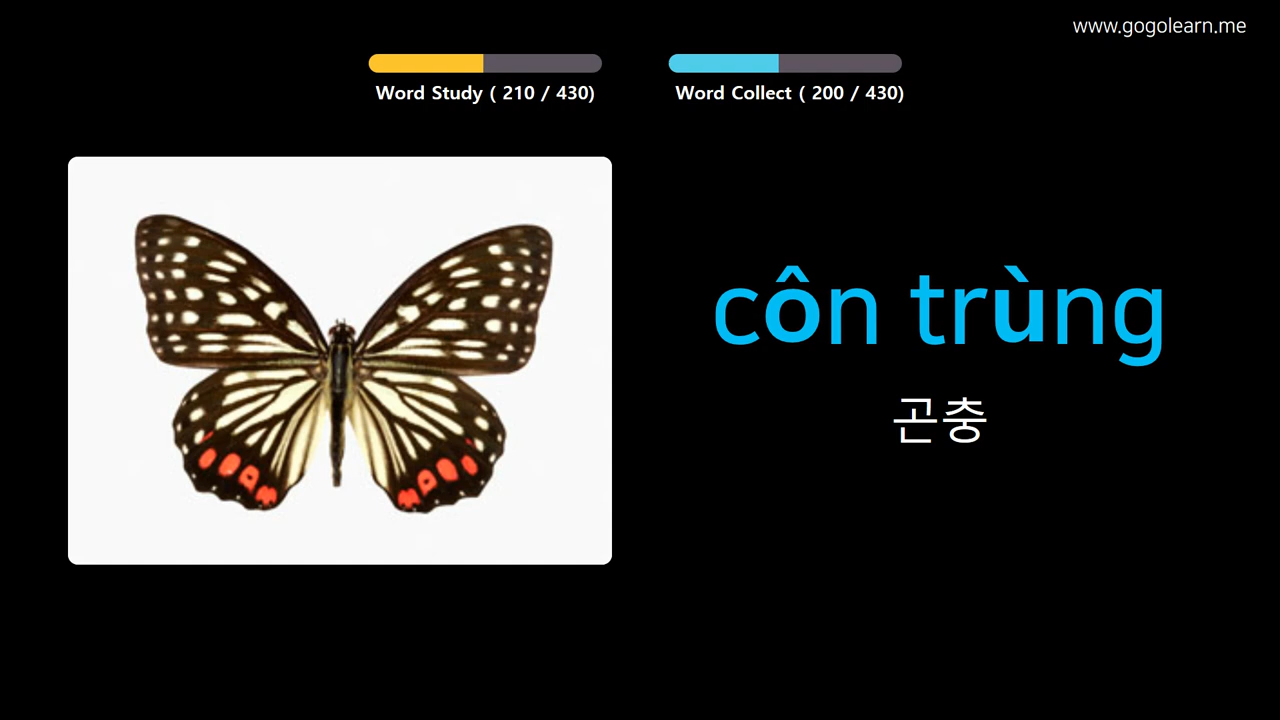 www.gogolearn.me
Word Study ( 210 / 430)
Word Collect ( 200 / 430)
côn trùng
곤충